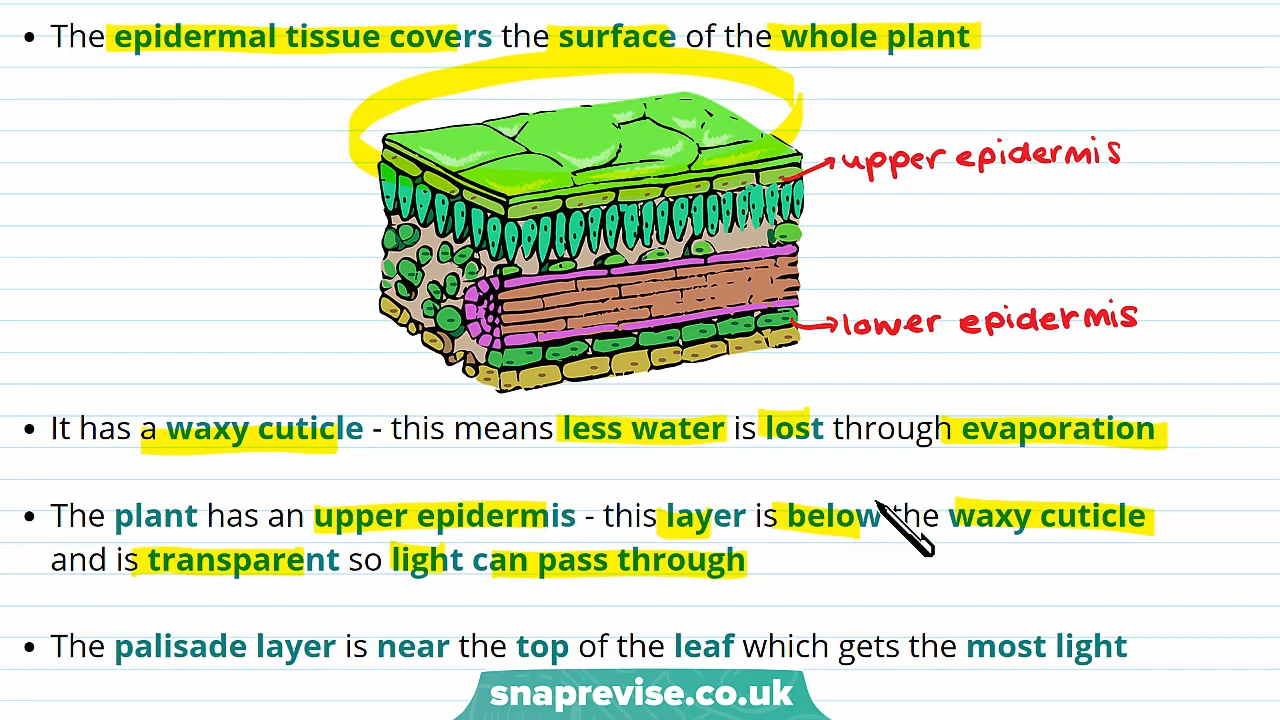 • The epidermal tissue covers the surface of the whole plant
upper epidermis
lower epidermis
• It has a waxy cuticle - this means less water is lost through evaporation
• The plant has an upper epidermis - this layer is below the waxy cuticle
and is transparent so light can pass through
• The palisade layer is near the top of the leaf which gets the most light
snaprevise.co.uk